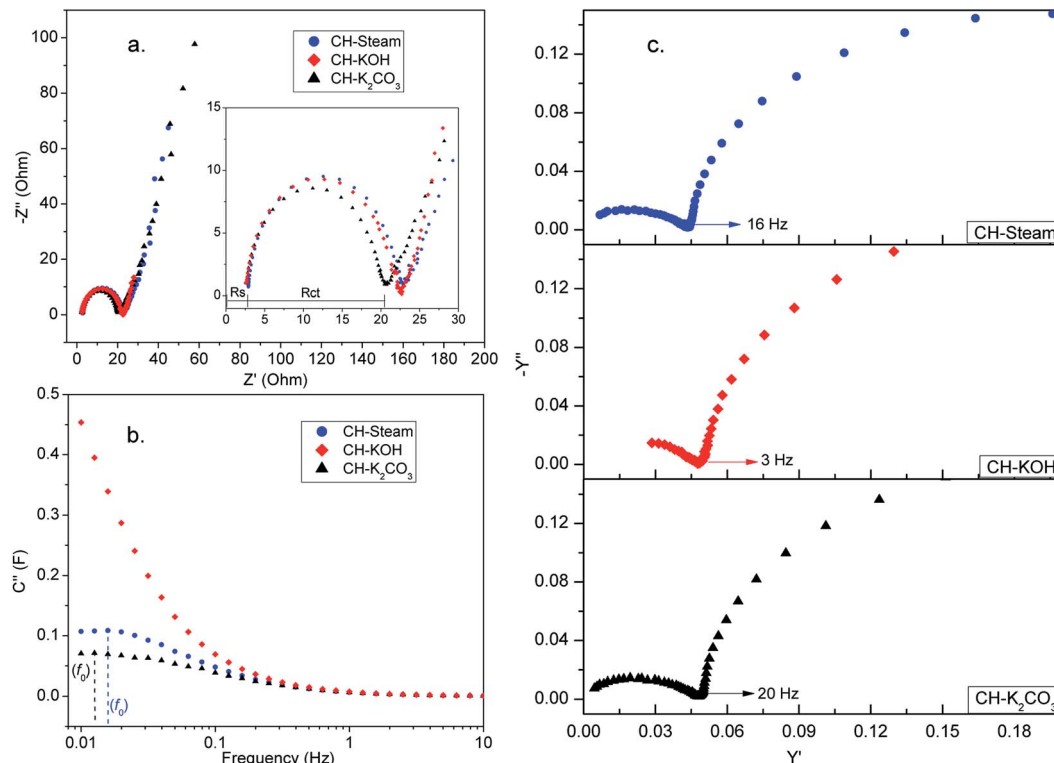 a.
CH-Steam
CH-KOH
CH-K₂CO₃
100
80
60
40
20
0
-Z" (Ohm)
15
10
5
0
Rs
Rct
0 5 10 15 20 25 30
0 20 40 60 80 100 120 140 160 180 200
Z' (Ohm)
b.
CH-Steam
CH-KOH
CH-K₂CO₃
0.5
0.4
0.3
0.2
0.1
0.0
C" (F)
(f₀)
(f₀)
0.01 0.1 1 10
Frequency (Hz)
c.
0.12
0.08
0.04
0.00
16 Hz
CH-Steam
-Y"
0.12
0.08
0.04
0.00
3 Hz
CH-KOH
0.12
0.08
0.04
0.00
20 Hz
CH-K₂CO₃
0.00 0.03 0.06 0.09 0.12 0.15 0.18
Y'